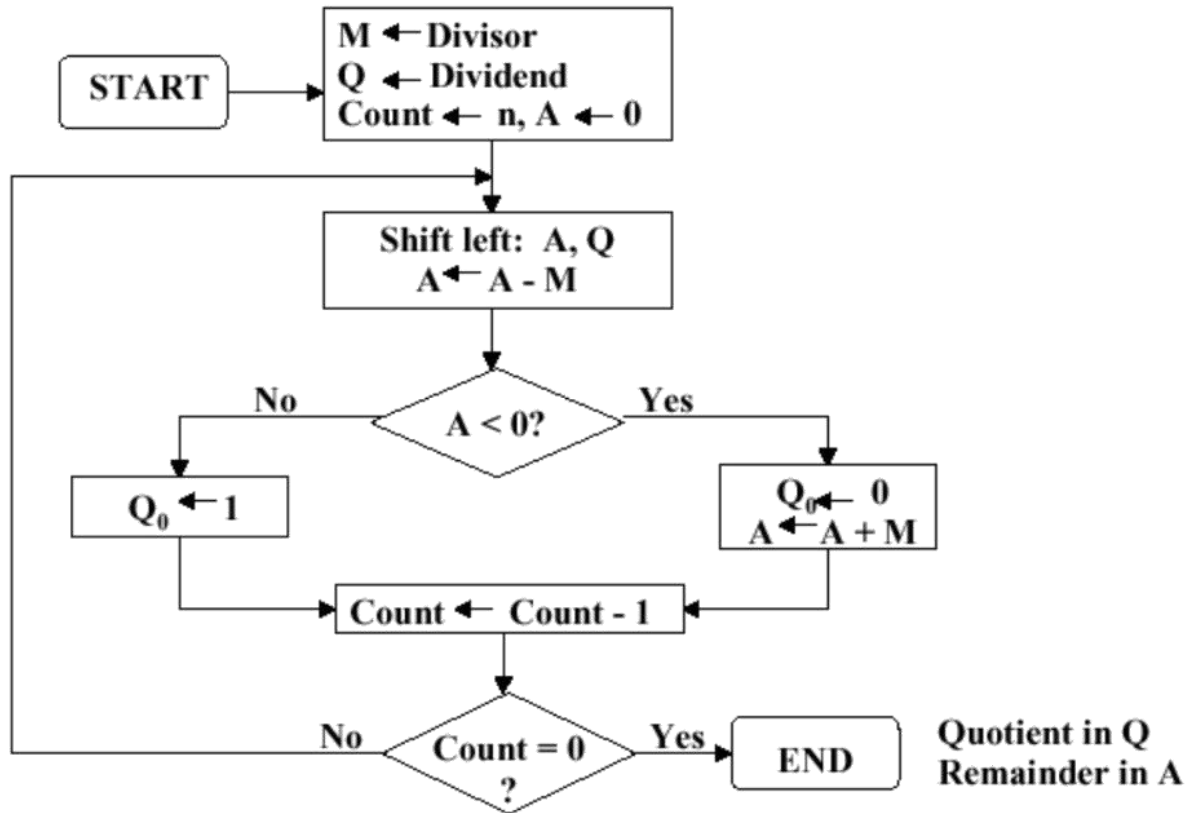 START
M ← Divisor
Q ← Dividend
Count ← n, A ← 0
Shift left: A, Q
A ← A - M
No
A < 0?
Yes
Q₀ ← 1
Q₀ ← 0
A ← A + M
Count ← Count - 1
No
Count = 0
?
Yes
END
Quotient in Q
Remainder in A